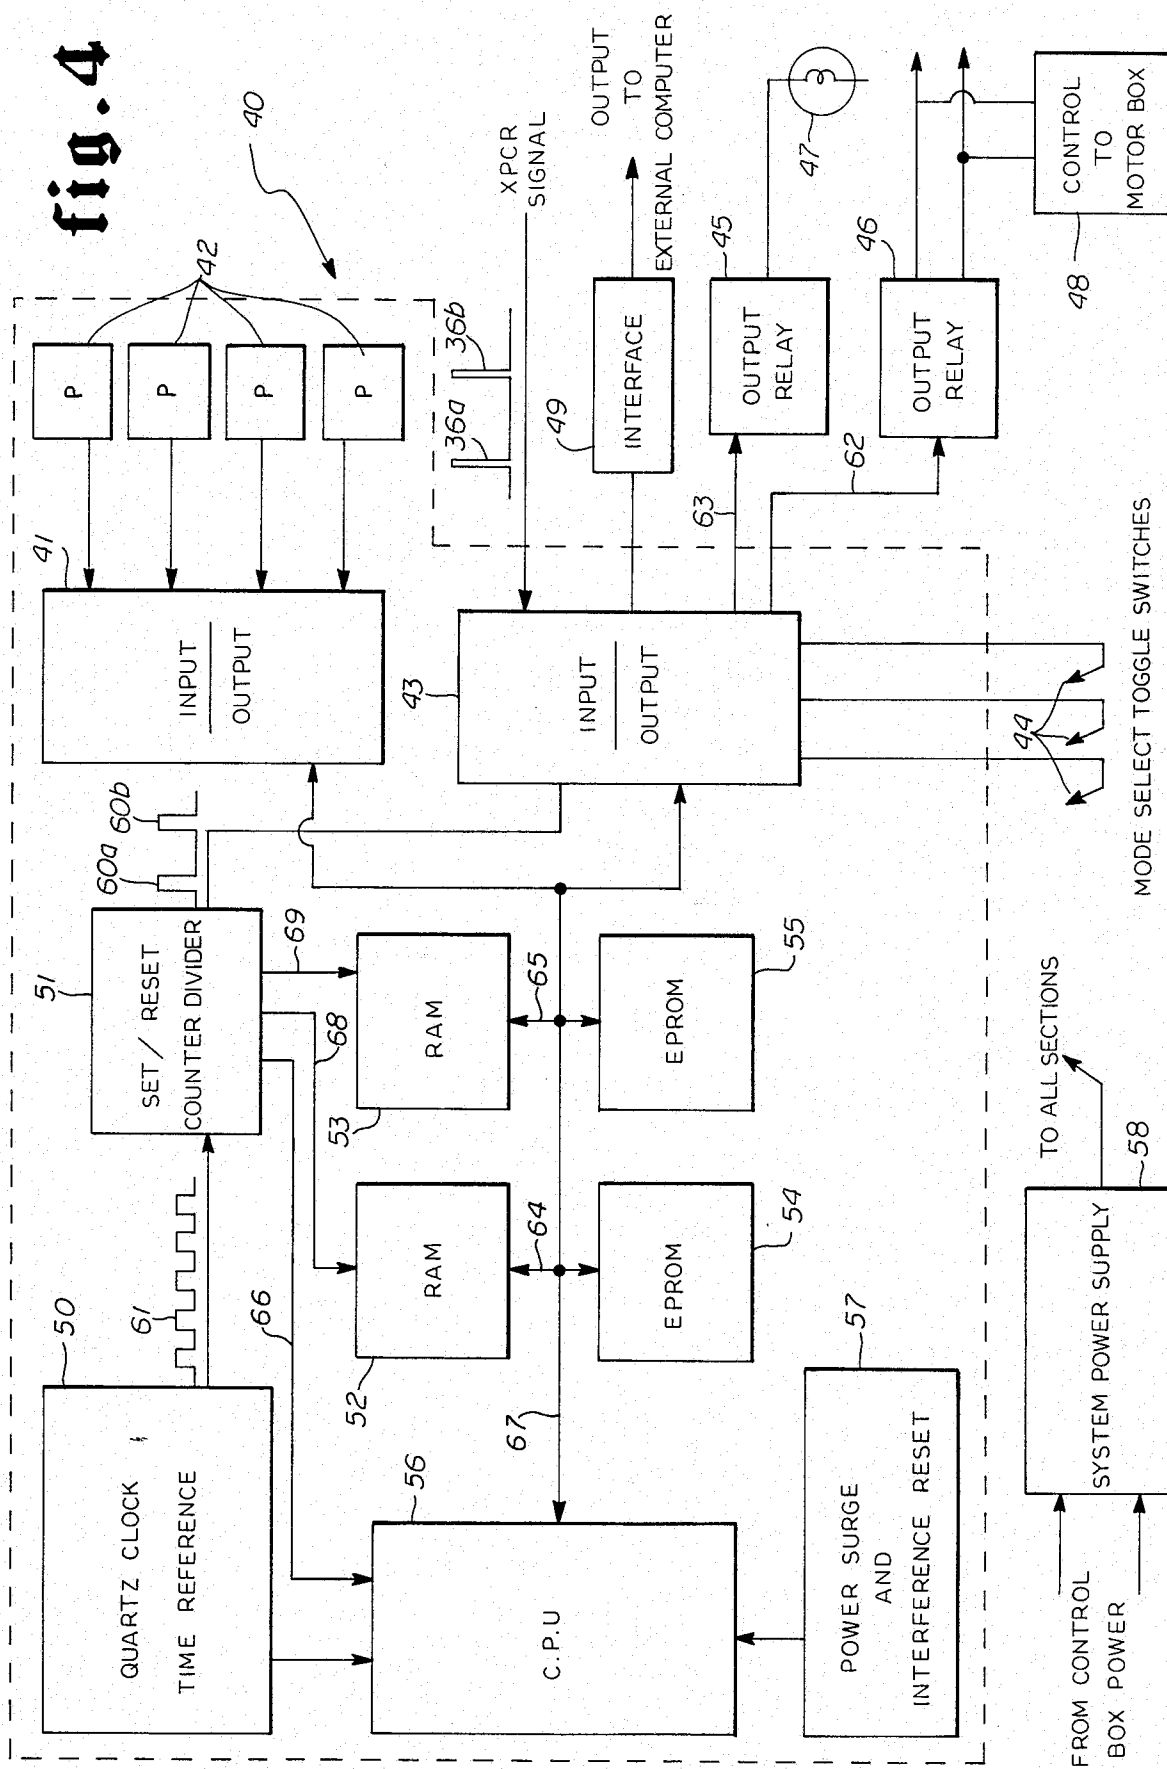 fig.4
40
P
P
P
P
42
41
INPUT
OUTPUT
36a
36b
XPCR
SIGNAL
43
INPUT
OUTPUT
49
INTERFACE
OUTPUT
TO
EXTERNAL COMPUTER
45
OUTPUT
RELAY
63
47
46
OUTPUT
RELAY
62
48
CONTROL
TO
MOTOR BOX
44
MODE SELECT TOGGLE SWITCHES
50
QUARTZ CLOCK &
TIME REFERENCE
61
51
SET / RESET
COUNTER DIVIDER
60a
60b
66
68
69
52
RAM
53
RAM
64
65
54
EPROM
55
EPROM
67
56
C.P.U
57
POWER SURGE
AND
INTERFERENCE RESET
58
SYSTEM POWER SUPPLY
TO ALL SECTIONS
FROM CONTROL
BOX POWER